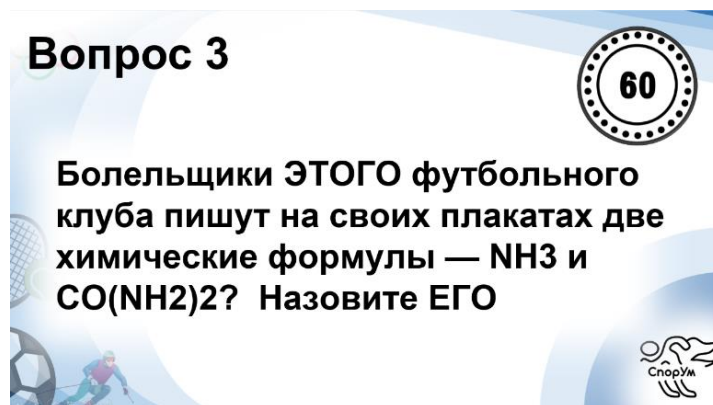 Вопрос 3
60
Болельщики ЭТОГО футбольного
клуба пишут на своих плакатах две
химические формулы — NH3 и
CO(NH2)2?  Назовите ЕГО
СпорУм